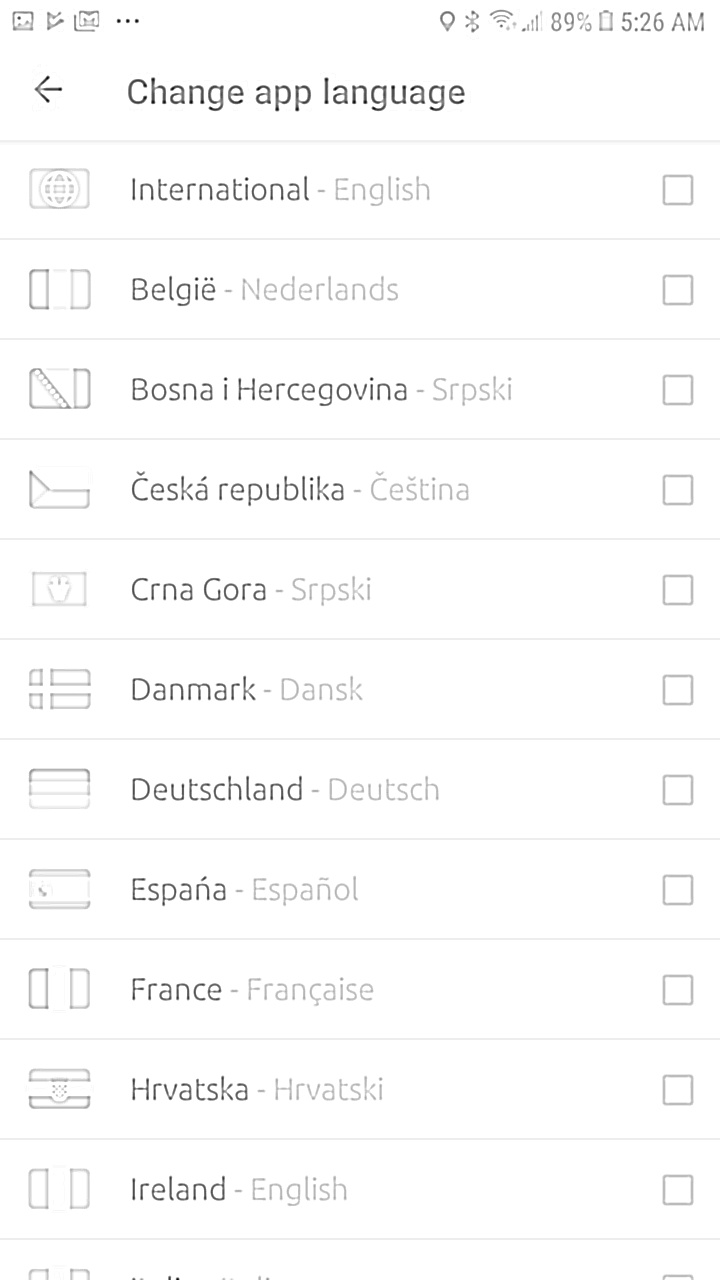 89% 5:26 AM
Change app language
International - English
België - Nederlands
Bosna i Hercegovina - Srpski
Česká republika - Čeština
Crna Gora - Srpski
Danmark - Dansk
Deutschland - Deutsch
Espańa - Español
France - Française
Hrvatska - Hrvatski
Ireland - English